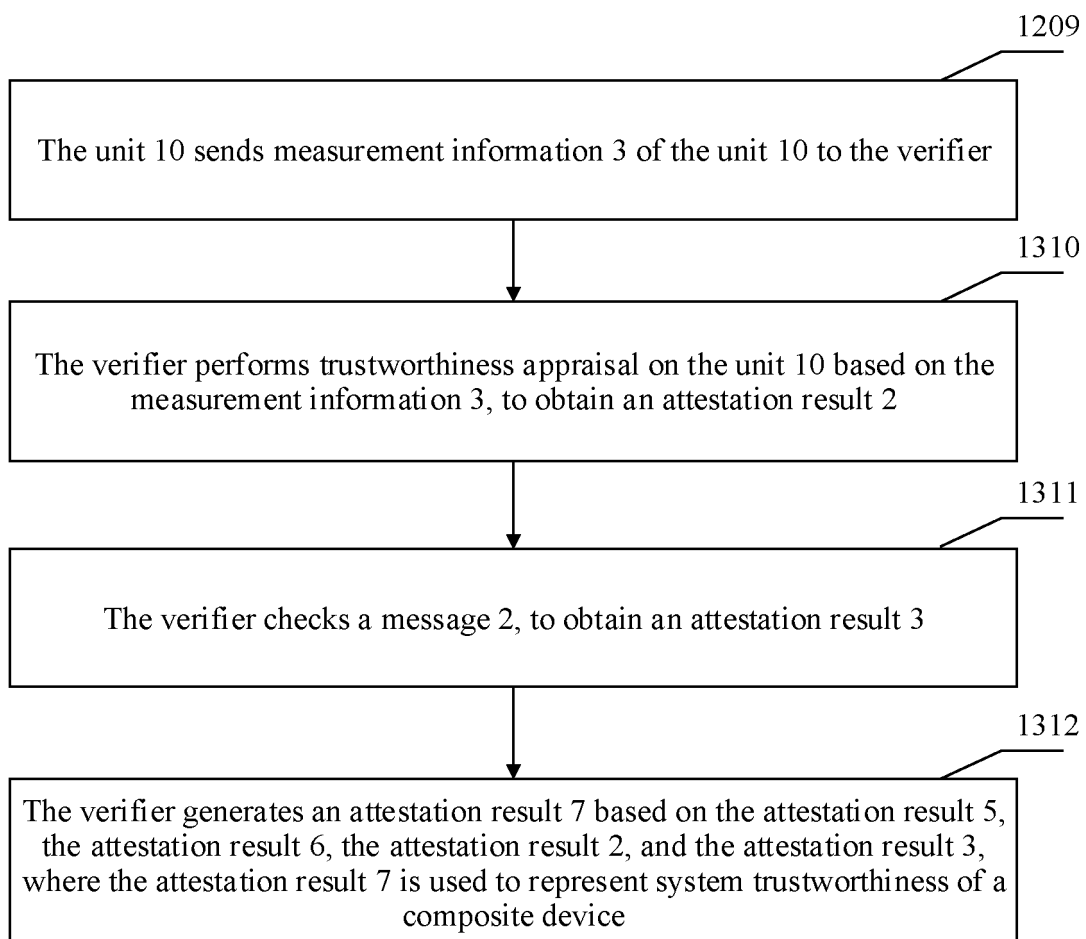 1209
The unit 10 sends measurement information 3 of the unit 10 to the verifier
1310
The verifier performs trustworthiness appraisal on the unit 10 based on the
measurement information 3, to obtain an attestation result 2
1311
The verifier checks a message 2, to obtain an attestation result 3
1312
The verifier generates an attestation result 7 based on the attestation result 5,
the attestation result 6, the attestation result 2, and the attestation result 3,
where the attestation result 7 is used to represent system trustworthiness of a
composite device